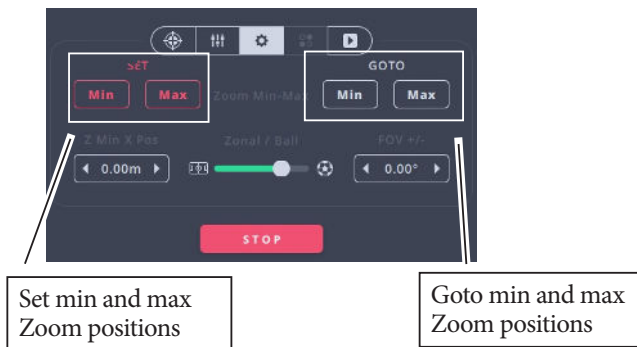 SET
GOTO
Min Max Zoom Min-Max Min Max
Z Min X Pos Zonal / Ball FOV +/-
0.00m 0.00°
STOP
Set min and max
Zoom positions
Goto min and max
Zoom positions